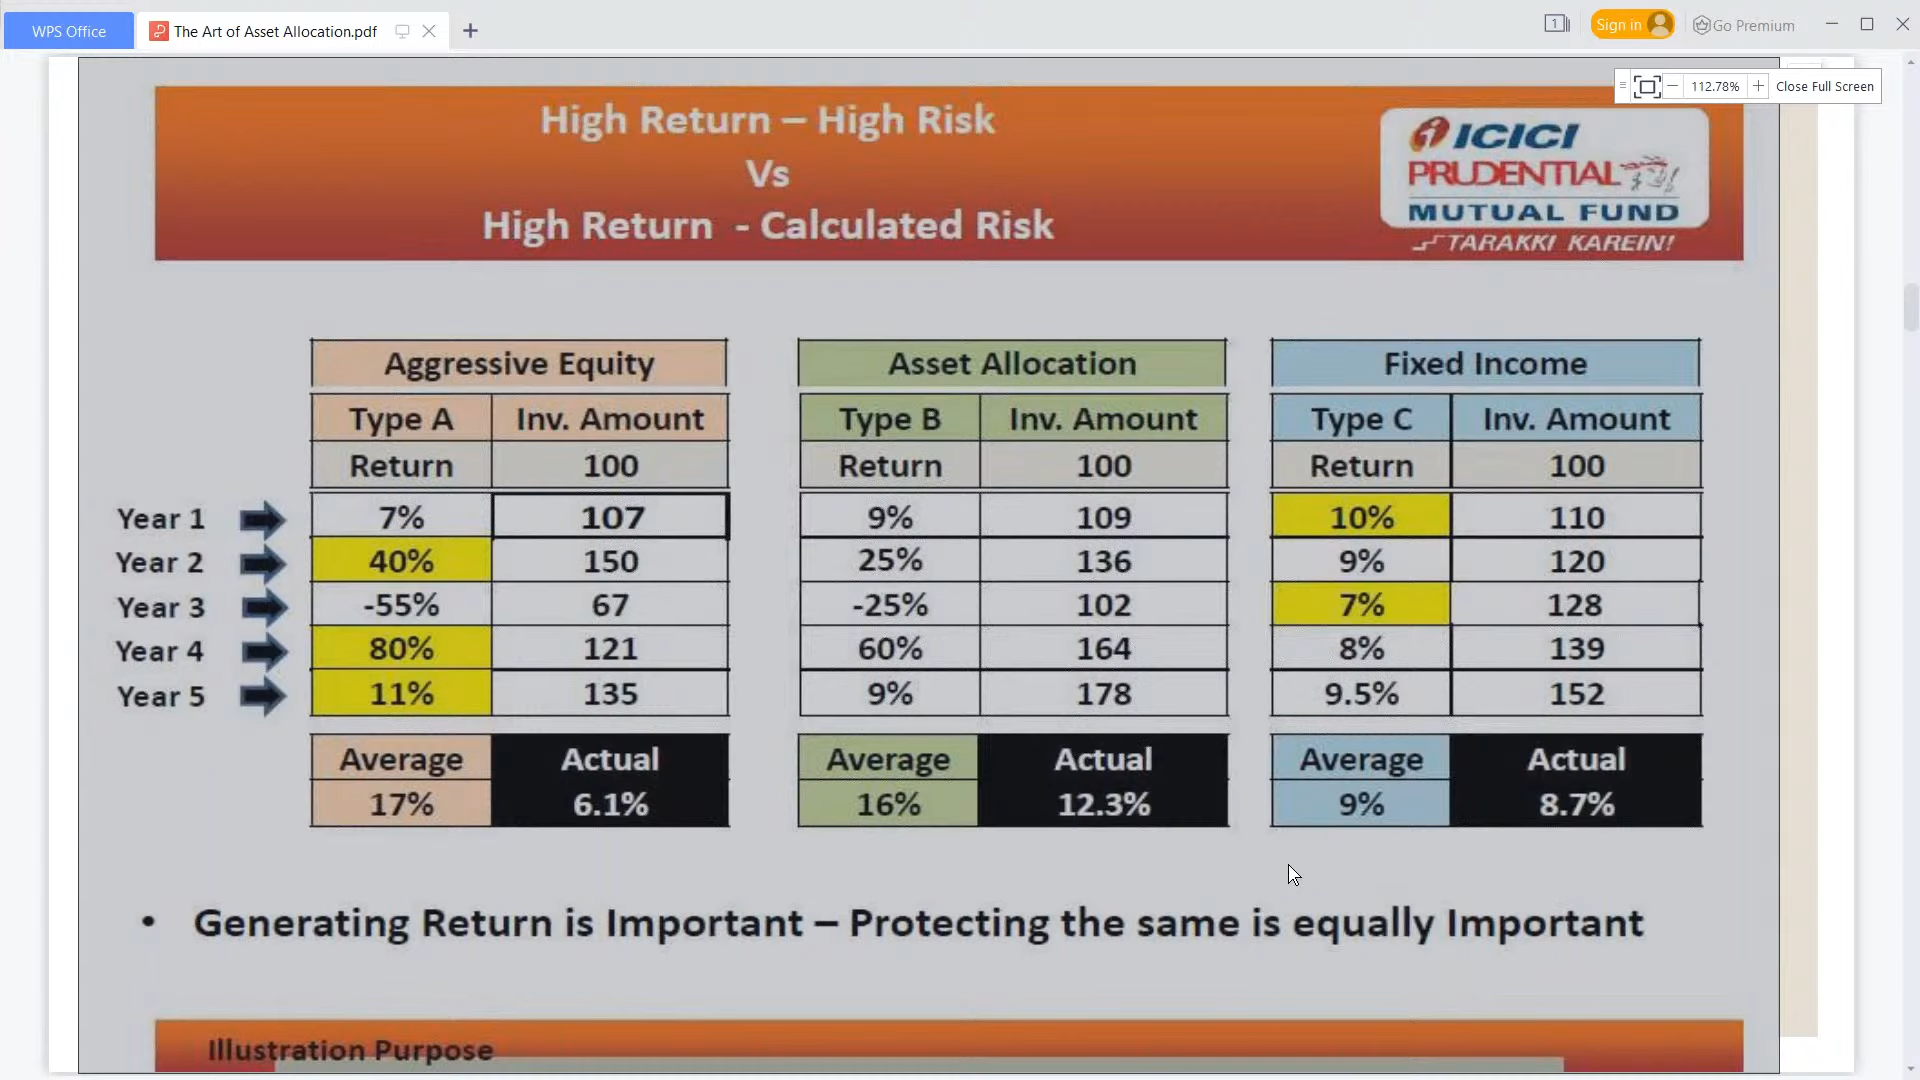 WPS Office
The Art of Asset Allocation.pdf
1
Sign in
Go Premium
112.78%
Close Full Screen
High Return – High Risk
Vs
High Return - Calculated Risk
ICICI
PRUDENTIAL
MUTUAL FUND
TARAKKI KAREIN!
Aggressive Equity Asset Allocation Fixed Income
Type A Inv. Amount Type B Inv. Amount Type C Inv. Amount
Return 100 Return 100 Return 100
Year 1 7% 107 9% 109 10% 110
Year 2 40% 150 25% 136 9% 120
Year 3 -55% 67 -25% 102 7% 128
Year 4 80% 121 60% 164 8% 139
Year 5 11% 135 9% 178 9.5% 152
Average Actual Average Actual Average Actual
17% 6.1% 16% 12.3% 9% 8.7%
• Generating Return is Important – Protecting the same is equally Important
Illustration Purpose